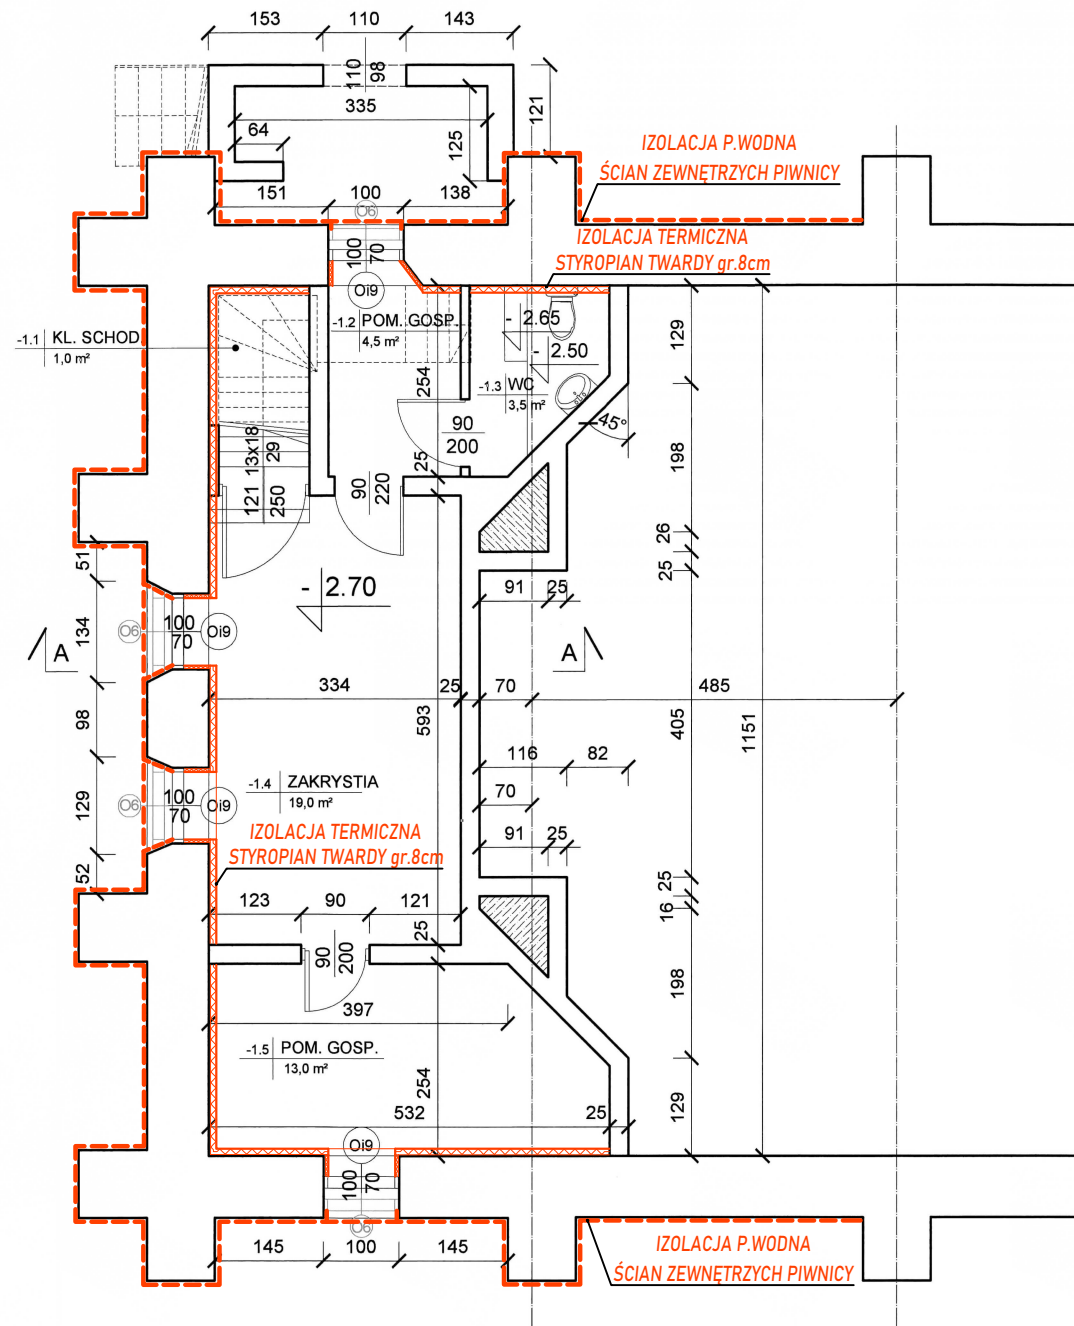 153 110 143
110
98
335
64
125
121
IZOLACJA P.WODNA
ŚCIAN ZEWNĘTRZYCH PIWNICY
151 100 138
O6
IZOLACJA TERMICZNA
STYROPIAN TWARDY gr.8cm
100
70
Oi9
-1.2 POM. GOSP.
4,5 m²
- 2.65
- 2.50
-1.1 KL. SCHOD
1,0 m²
129
254
-1.3 WC
3,5 m²
45°
90
200
13x18
29
25
198
121
250
90
220
26
25
51
- 2.70
91 25
134
O6
100
70
Oi9
A
A
334 25 70 485
98
593
405
1151
116 82
-1.4 ZAKRYSTIA
19,0 m²
70
129
O6
100
70
Oi9
IZOLACJA TERMICZNA
STYROPIAN TWARDY gr.8cm
91 25
52
25
16
123 90 121
25
90
200
198
397
-1.5 POM. GOSP.
13,0 m²
254
532 25
129
Oi9
100
70
O6
145 100 145
IZOLACJA P.WODNA
ŚCIAN ZEWNĘTRZYCH PIWNICY